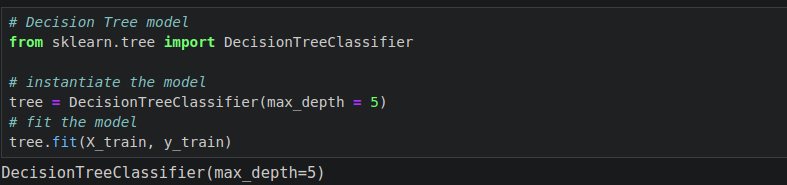 # Decision Tree model
from sklearn.tree import DecisionTreeClassifier
# instantiate the model
tree = DecisionTreeClassifier(max_depth = 5)
# fit the model
tree.fit(X_train, y_train)
DecisionTreeClassifier(max_depth=5)